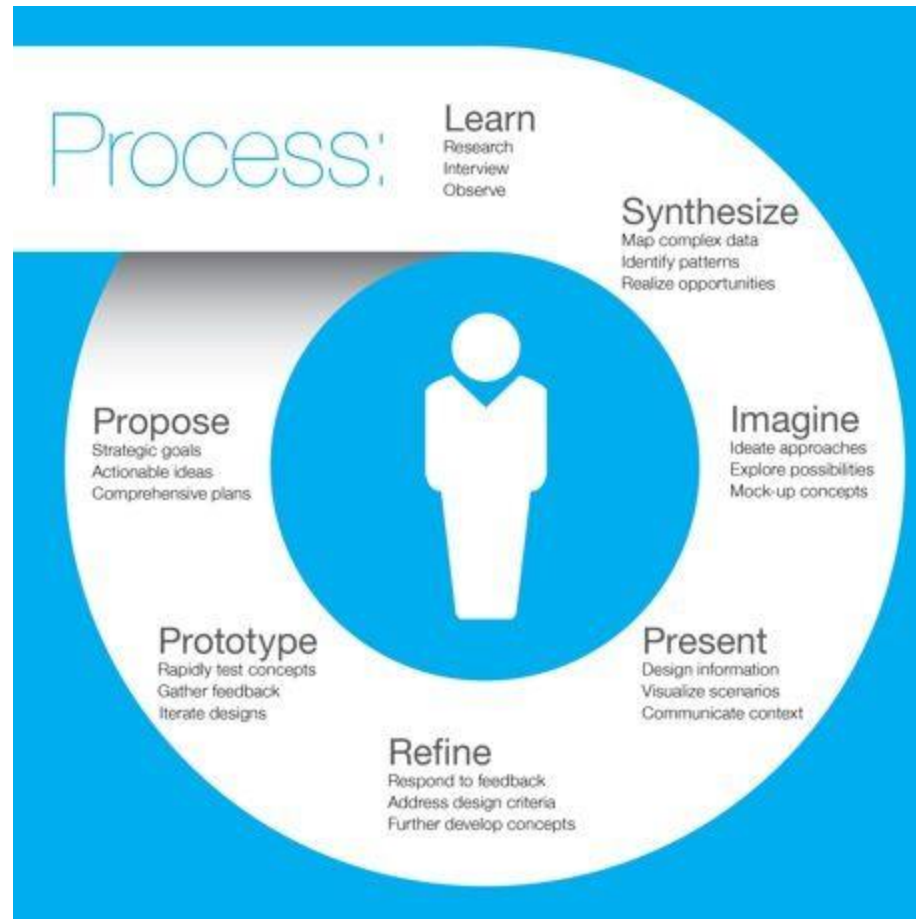 Process:
Learn
Research
Interview
Observe
Synthesize
Map complex data
Identify patterns
Realize opportunities
Imagine
Ideate approaches
Explore possibilities
Mock-up concepts
Present
Design information
Visualize scenarios
Communicate context
Refine
Respond to feedback
Address design criteria
Further develop concepts
Prototype
Rapidly test concepts
Gather feedback
Iterate designs
Propose
Strategic goals
Actionable ideas
Comprehensive plans